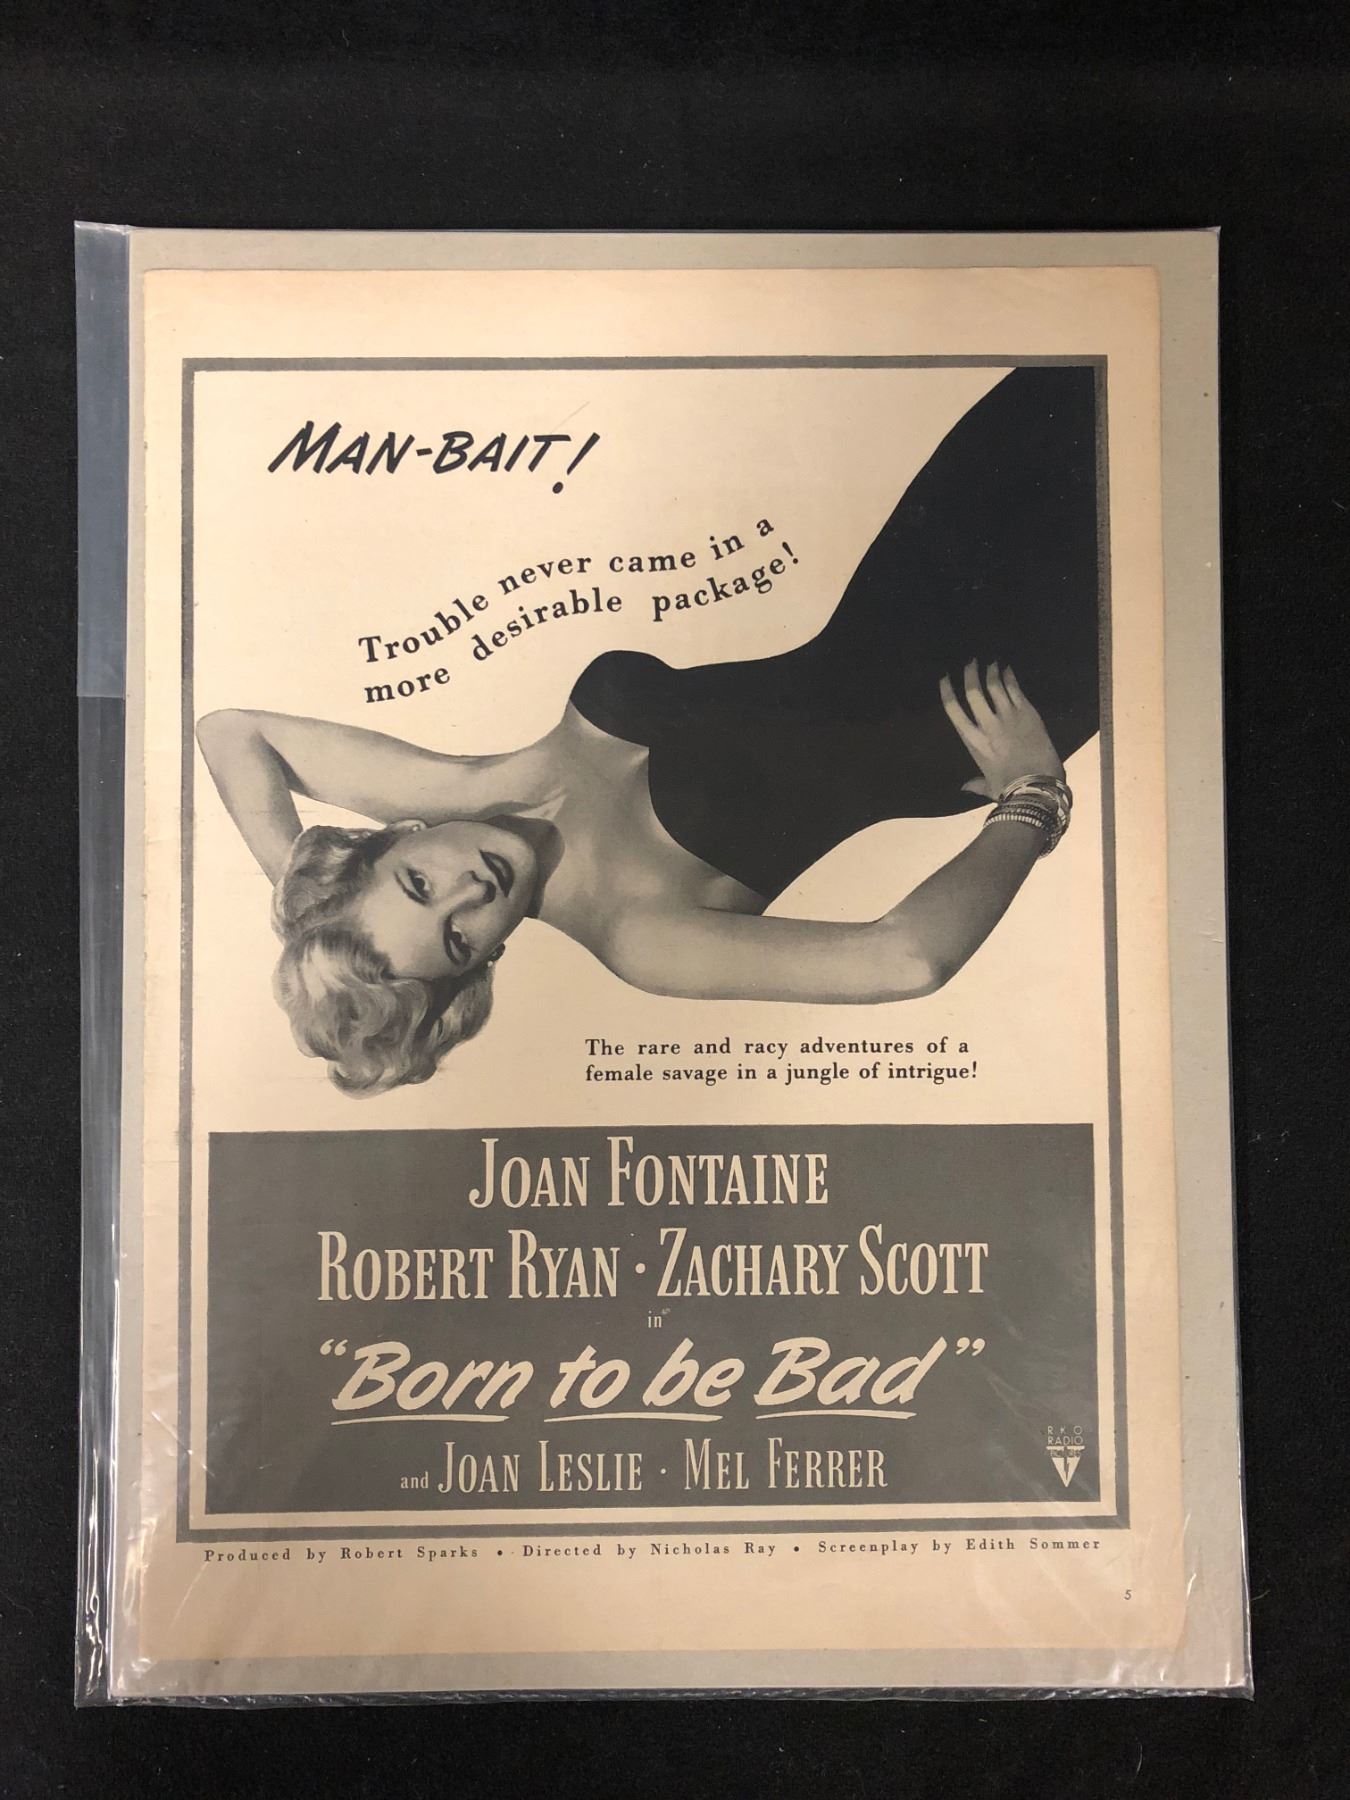 MAN-BAIT!
Trouble never came in a
more desirable package!
The rare and racy adventures of a
female savage in a jungle of intrigue!
JOAN FONTAINE
ROBERT RYAN · ZACHARY SCOTT
in
"Born to be Bad"
and JOAN LESLIE · MEL FERRER
RKO
RADIO
Produced by Robert Sparks • Directed by Nicholas Ray • Screenplay by Edith Sommer
5